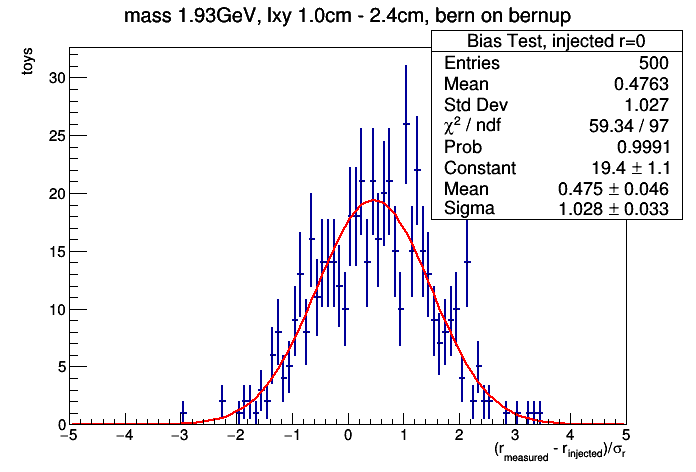 mass 1.93GeV, lxy 1.0cm - 2.4cm, bern on bernup
Bias Test, injected r=0
Entries 500
Mean 0.4763
Std Dev 1.027
χ² / ndf 59.34 / 97
Prob 0.9991
Constant 19.4 ± 1.1
Mean 0.475 ± 0.046
Sigma 1.028 ± 0.033
toys
30
25
20
15
10
5
0
−5 −4 −3 −2 −1 0 1 2 3 4 5
(r_measured - r_injected)/σ_r